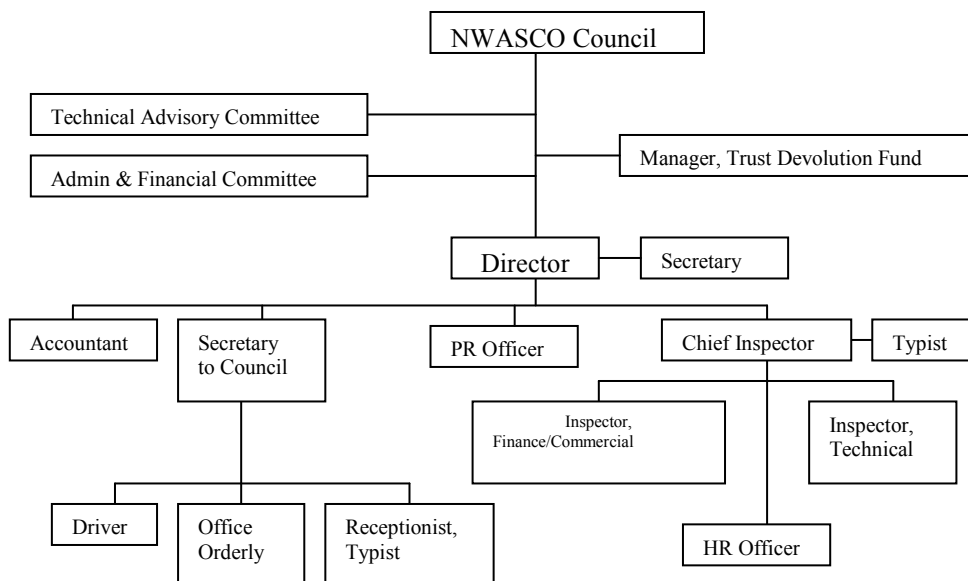 NWASCO Council
Technical Advisory Committee
Manager, Trust Devolution Fund
Admin & Financial Committee
Director
Secretary
Accountant
Secretary
to Council
PR Officer
Chief Inspector
Typist
Inspector,
Finance/Commercial
Inspector,
Technical
Driver
Office
Orderly
Receptionist,
Typist
HR Officer